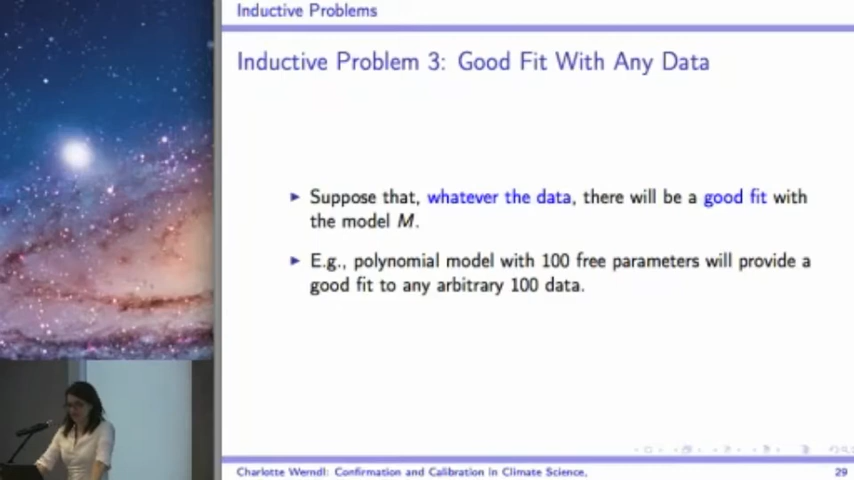 Inductive Problems
Inductive Problem 3: Good Fit With Any Data
▶ Suppose that, whatever the data, there will be a good fit with
the model M.
▶ E.g., polynomial model with 100 free parameters will provide a
good fit to any arbitrary 100 data.
Charlotte Werndl: Confirmation and Calibration in Climate Science,
29